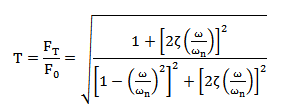 T = F_T/F_0 = √((1 + [2ζ(ω/ω_n)]^2)/([1 − (ω/ω_n)^2]^2 + [2ζ(ω/ω_n)]^2))